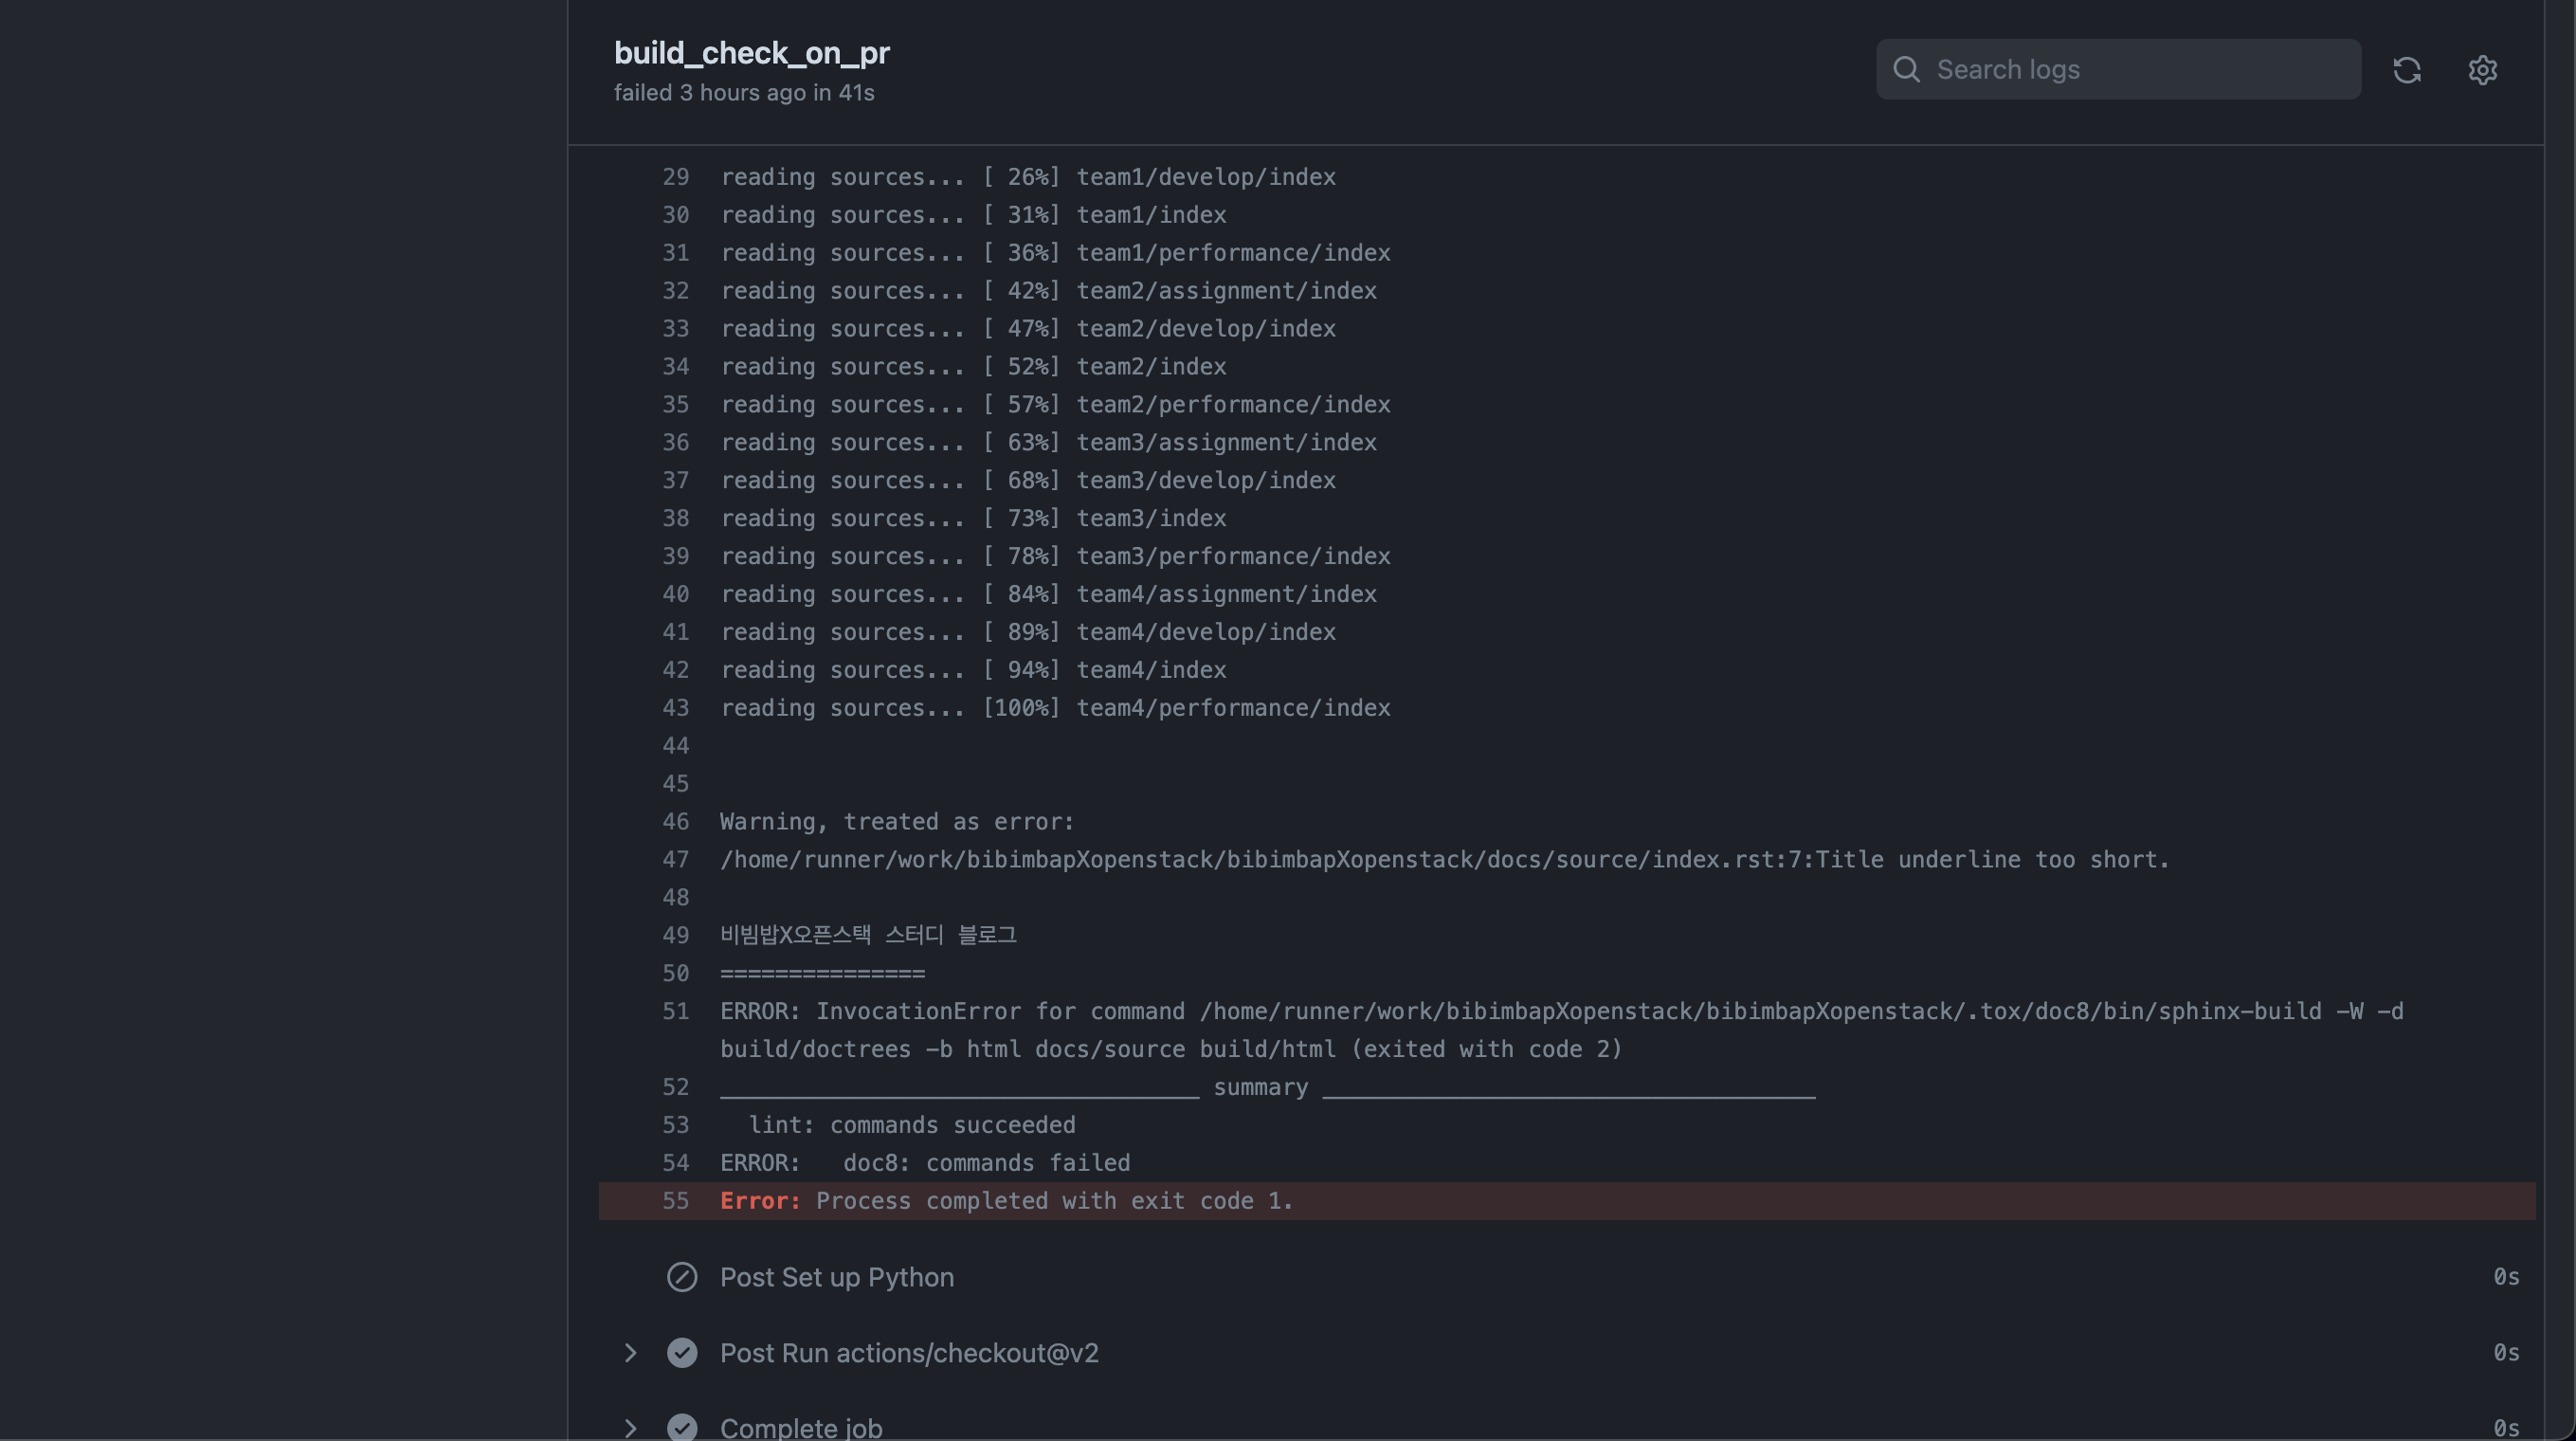 build_check_on_pr
failed 3 hours ago in 41s
Search logs
29 reading sources... [ 26%] team1/develop/index
30 reading sources... [ 31%] team1/index
31 reading sources... [ 36%] team1/performance/index
32 reading sources... [ 42%] team2/assignment/index
33 reading sources... [ 47%] team2/develop/index
34 reading sources... [ 52%] team2/index
35 reading sources... [ 57%] team2/performance/index
36 reading sources... [ 63%] team3/assignment/index
37 reading sources... [ 68%] team3/develop/index
38 reading sources... [ 73%] team3/index
39 reading sources... [ 78%] team3/performance/index
40 reading sources... [ 84%] team4/assignment/index
41 reading sources... [ 89%] team4/develop/index
42 reading sources... [ 94%] team4/index
43 reading sources... [100%] team4/performance/index
44
45
46 Warning, treated as error:
47 /home/runner/work/bibimbapXopenstack/bibimbapXopenstack/docs/source/index.rst:7:Title underline too short.
48
49 비빔밥X오픈스택 스터디 블로그
50 ===============
51 ERROR: InvocationError for command /home/runner/work/bibimbapXopenstack/bibimbapXopenstack/.tox/doc8/bin/sphinx-build -W -d
build/doctrees -b html docs/source build/html (exited with code 2)
52 ___________________________________ summary ____________________________________
53 lint: commands succeeded
54 ERROR: doc8: commands failed
55 Error: Process completed with exit code 1.
Post Set up Python 0s
Post Run actions/checkout@v2 0s
Complete job 0s